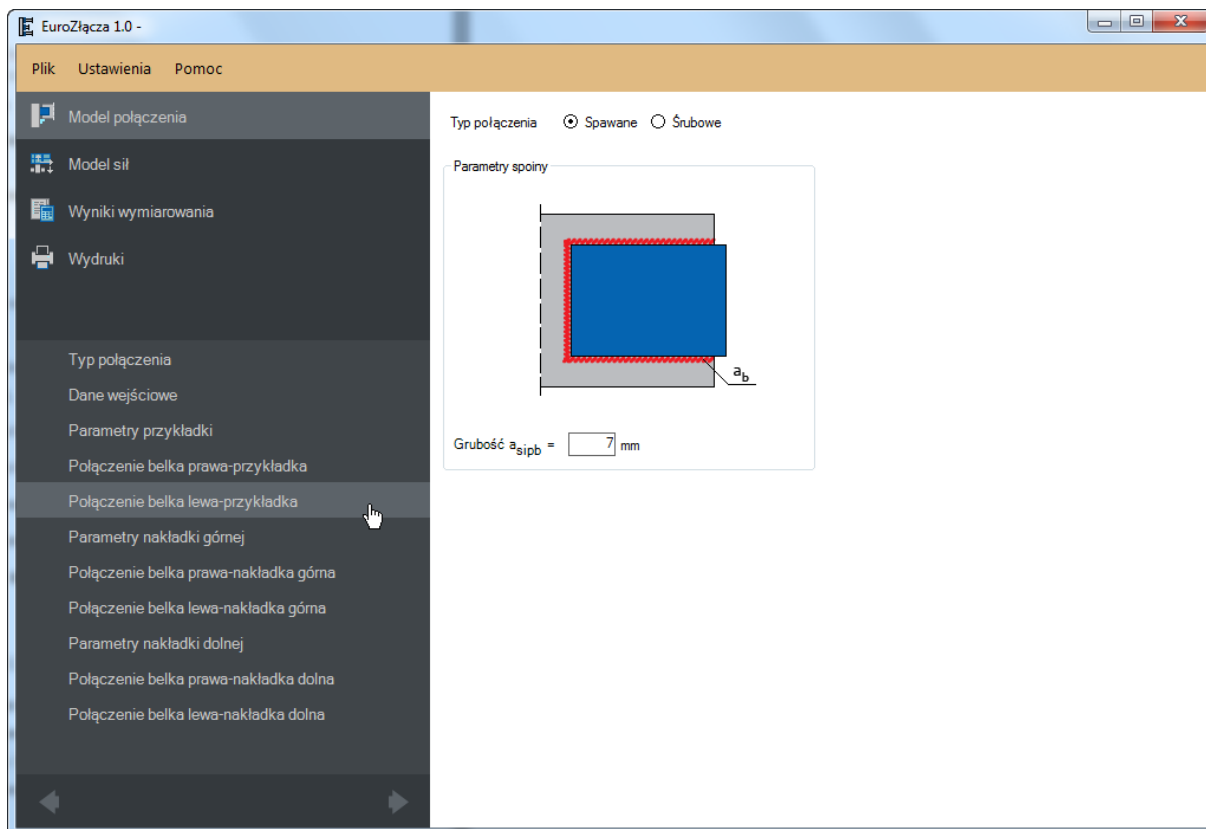 EuroZłącza 1.0 -
Plik Ustawienia Pomoc
Model połączenia
Model sił
Wyniki wymiarowania
Wydruki
Typ połączenia
Dane wejściowe
Parametry przykładki
Połączenie belka prawa-przykładka
Połączenie belka lewa-przykładka
Parametry nakładki górnej
Połączenie belka prawa-nakładka górna
Połączenie belka lewa-nakładka górna
Parametry nakładki dolnej
Połączenie belka prawa-nakładka dolna
Połączenie belka lewa-nakładka dolna
Typ połączenia Spawane Śrubowe
Parametry spoiny
ab
Grubość asipb = 7 mm